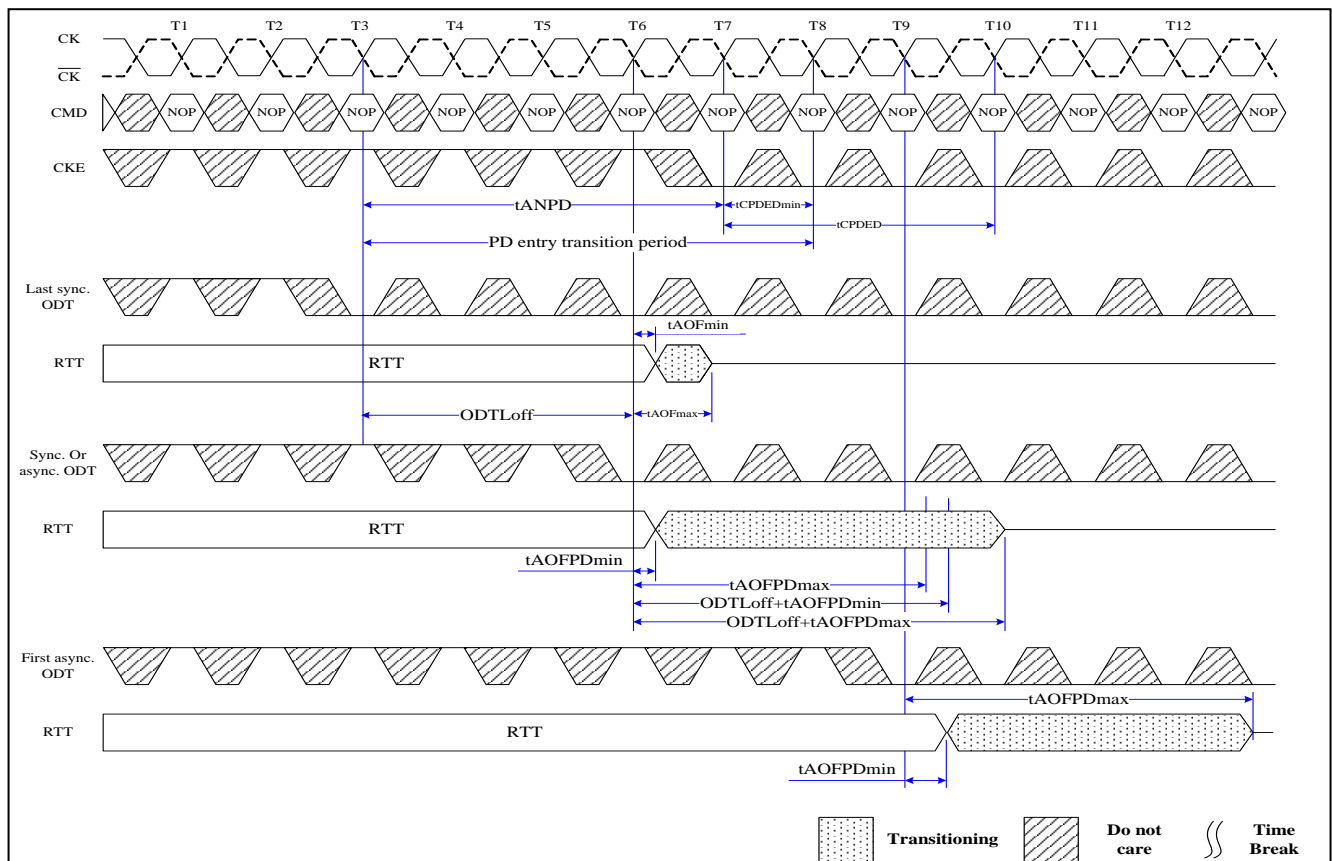 T1 T2 T3 T4 T5 T6 T7 T8 T9 T10 T11 T12
CK
CK
CMD NOP NOP NOP NOP NOP NOP NOP NOP NOP NOP NOP NOP NOP
CKE
tANPD tCPDEDmin
tCPDED
PD entry transition period
Last sync.
ODT
tAOFmin
RTT RTT
ODTLoff tAOFmax
Sync. Or
async. ODT
RTT RTT
tAOFPDmin
tAOFPDmax
ODTLoff+tAOFPDmin
ODTLoff+tAOFPDmax
First async.
ODT
tAOFPDmax
RTT RTT
tAOFPDmin
Transitioning Do not
care Time
Break